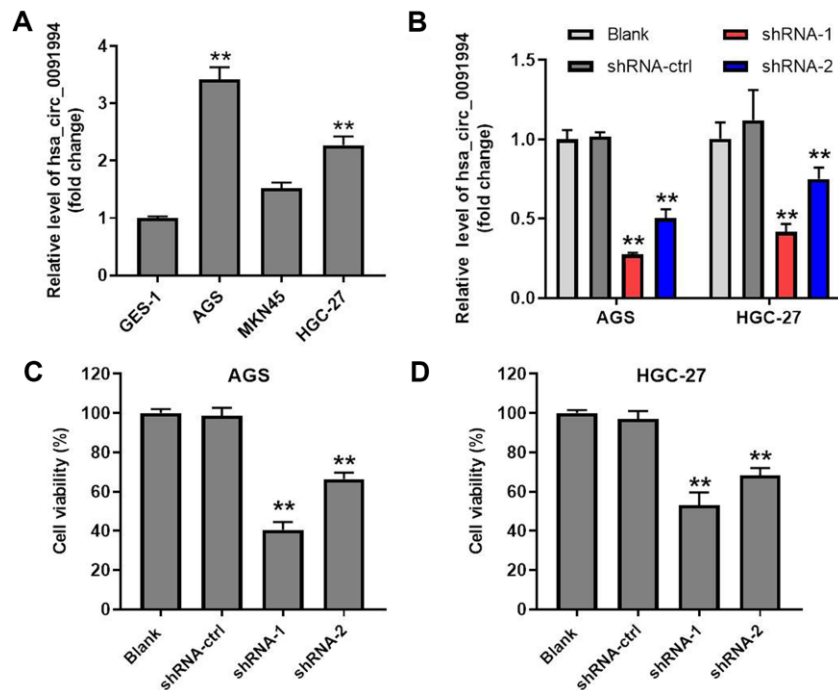 A
Relative level of hsa_circ_0091994
(fold change)
4
3
2
1
0
**
**
GES-1
AGS
MKN45
HGC-27
B
Blank
shRNA-1
shRNA-ctrl
shRNA-2
Relative level of hsa_circ_0091994
(fold change)
1.5
1.0
0.5
0.0
**
**
**
**
AGS
HGC-27
C
AGS
Cell viability (%)
120
100
80
60
40
20
0
**
**
Blank
shRNA-ctrl
shRNA-1
shRNA-2
D
HGC-27
Cell viability (%)
120
100
80
60
40
20
0
**
**
Blank
shRNA-ctrl
shRNA-1
shRNA-2